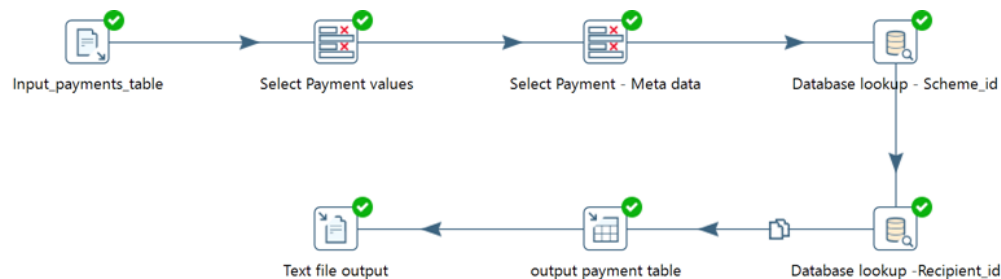 Input_payments_table
Select Payment values
Select Payment - Meta data
Database lookup - Scheme_id
Text file output
output payment table
Database lookup -Recipient_id